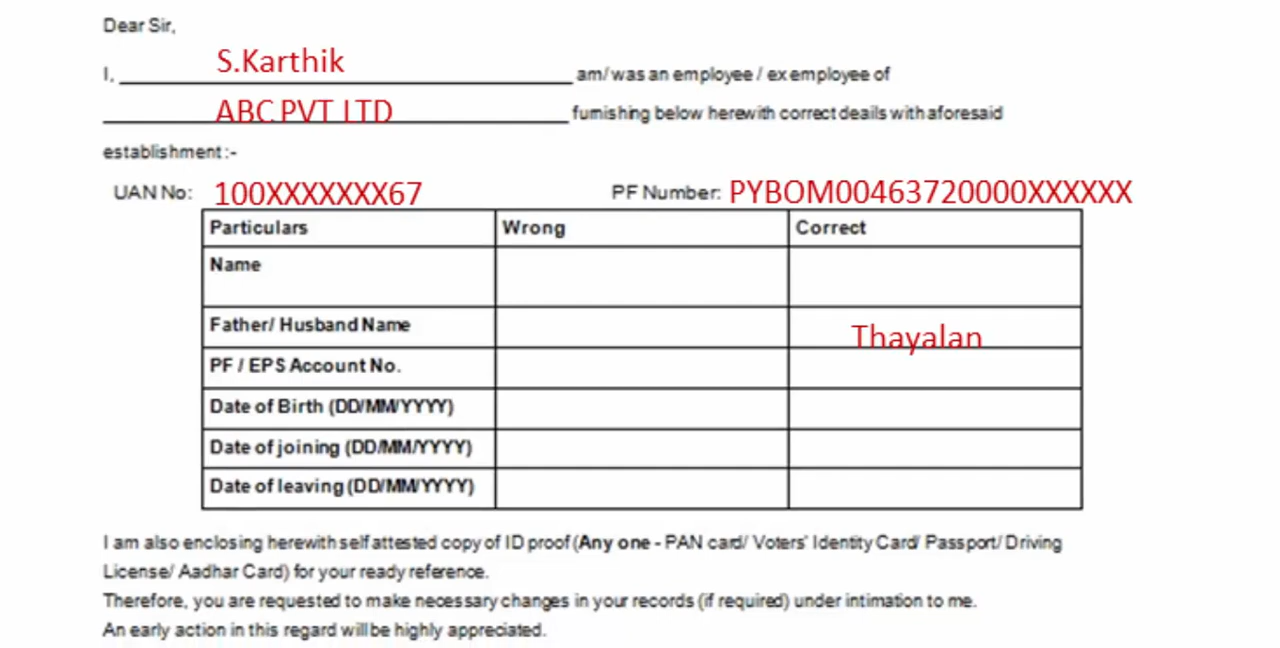 Dear Sir,
I, S.Karthik am/ was an employee / ex employee of
ABC PVT LTD furnishing below herewith correct deails with aforesaid
establishment :-
UAN No: 100XXXXXXX67 PF Number: PYBOM00463720000XXXXXX
Particulars Wrong Correct
Name
Father/ Husband Name Thayalan
PF / EPS Account No.
Date of Birth (DD/MM/YYYY)
Date of joining (DD/MM/YYYY)
Date of leaving (DD/MM/YYYY)
I am also enclosing herewith self attested copy of ID proof (Any one - PAN card/ Voters' Identity Card/ Passport/ Driving
License/ Aadhar Card) for your ready reference.
Therefore, you are requested to make necessary changes in your records (if required) under intimation to me.
An early action in this regard will be highly appreciated.